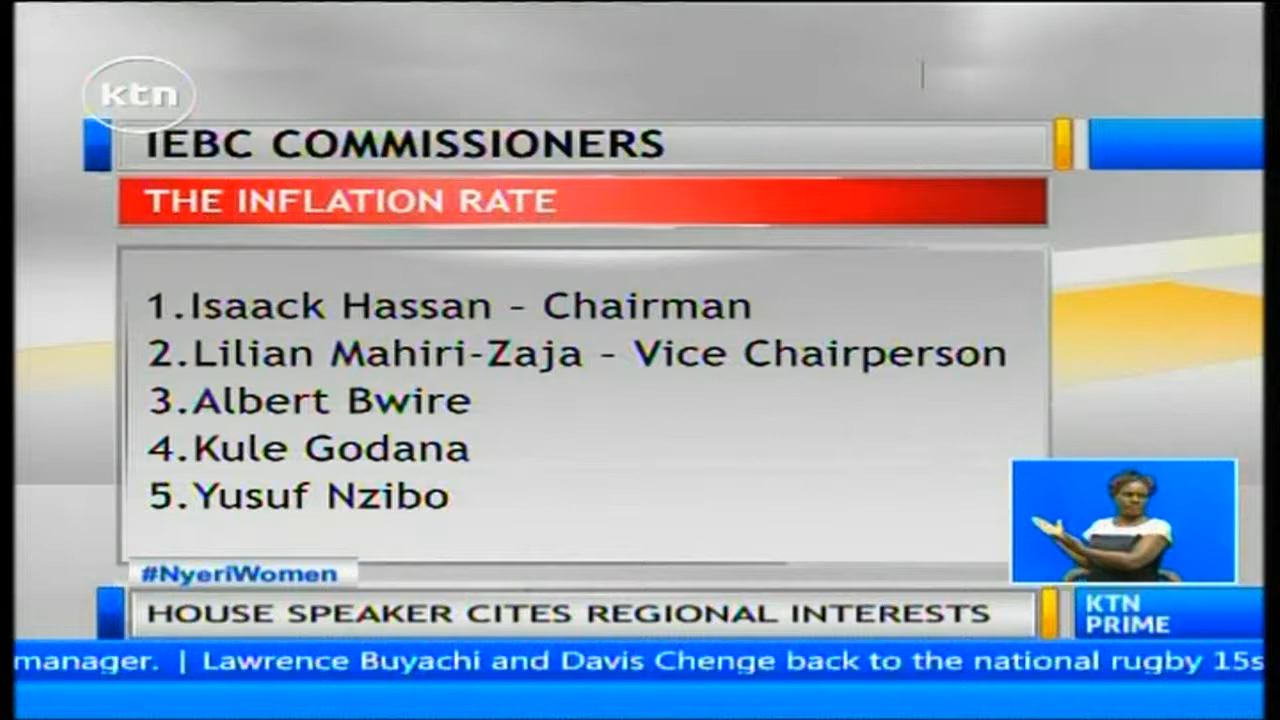 ktn
IEBC COMMISSIONERS
THE INFLATION RATE
1.Isaack Hassan - Chairman
2.Lilian Mahiri-Zaja - Vice Chairperson
3.Albert Bwire
4.Kule Godana
5.Yusuf Nzibo
#NyeriWomen
HOUSE SPEAKER CITES REGIONAL INTERESTS
KTN
PRIME
manager. | Lawrence Buyachi and Davis Chenge back to the national rugby 15s